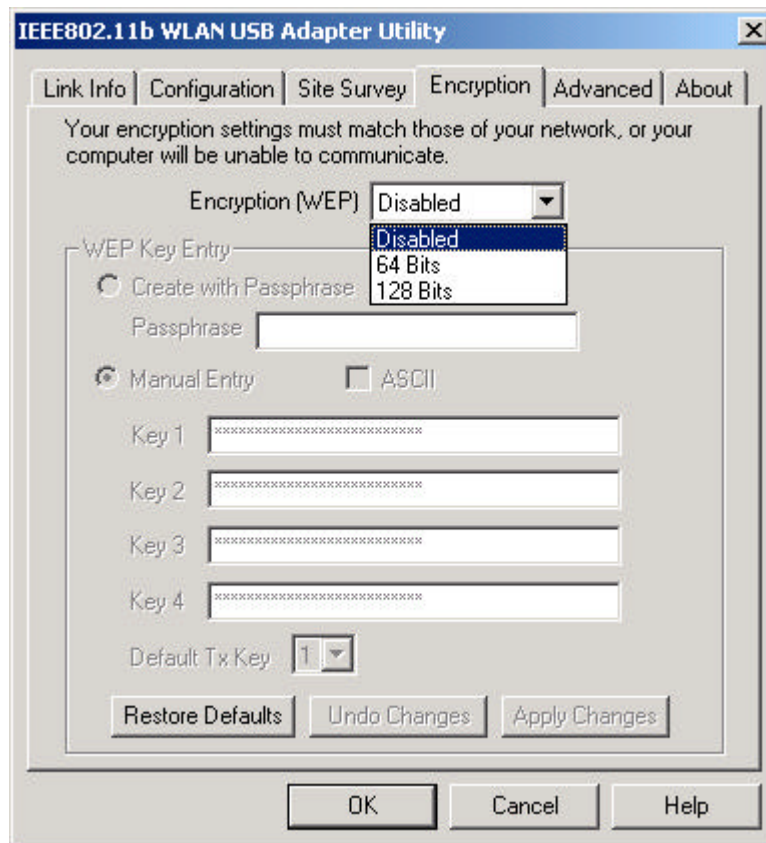 IEEE802.11b WLAN USB Adapter Utility
Link Info Configuration Site Survey Encryption Advanced About
Your encryption settings must match those of your network, or your
computer will be unable to communicate.
Encryption (WEP) Disabled
Disabled
64 Bits
128 Bits
WEP Key Entry
Create with Passphrase
Passphrase
Manual Entry ASCII
Key 1 **************************
Key 2 **************************
Key 3 **************************
Key 4 **************************
Default Tx Key 1
Restore Defaults Undo Changes Apply Changes
OK Cancel Help